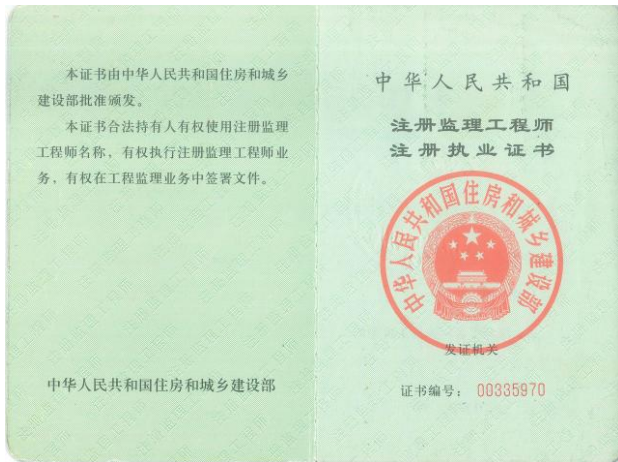 本证书由中华人民共和国住房和城乡
建设部批准颁发。
本证书合法持有人有权使用注册监理
工程师名称，有权执行注册监理工程师业
务，有权在工程监理业务中签署文件。
中华人民共和国住房和城乡建设部
中华人民共和国
注册监理工程师
注册执业证书
中华人民共和国住房和城乡建设部
发证机关
证书编号：00335970